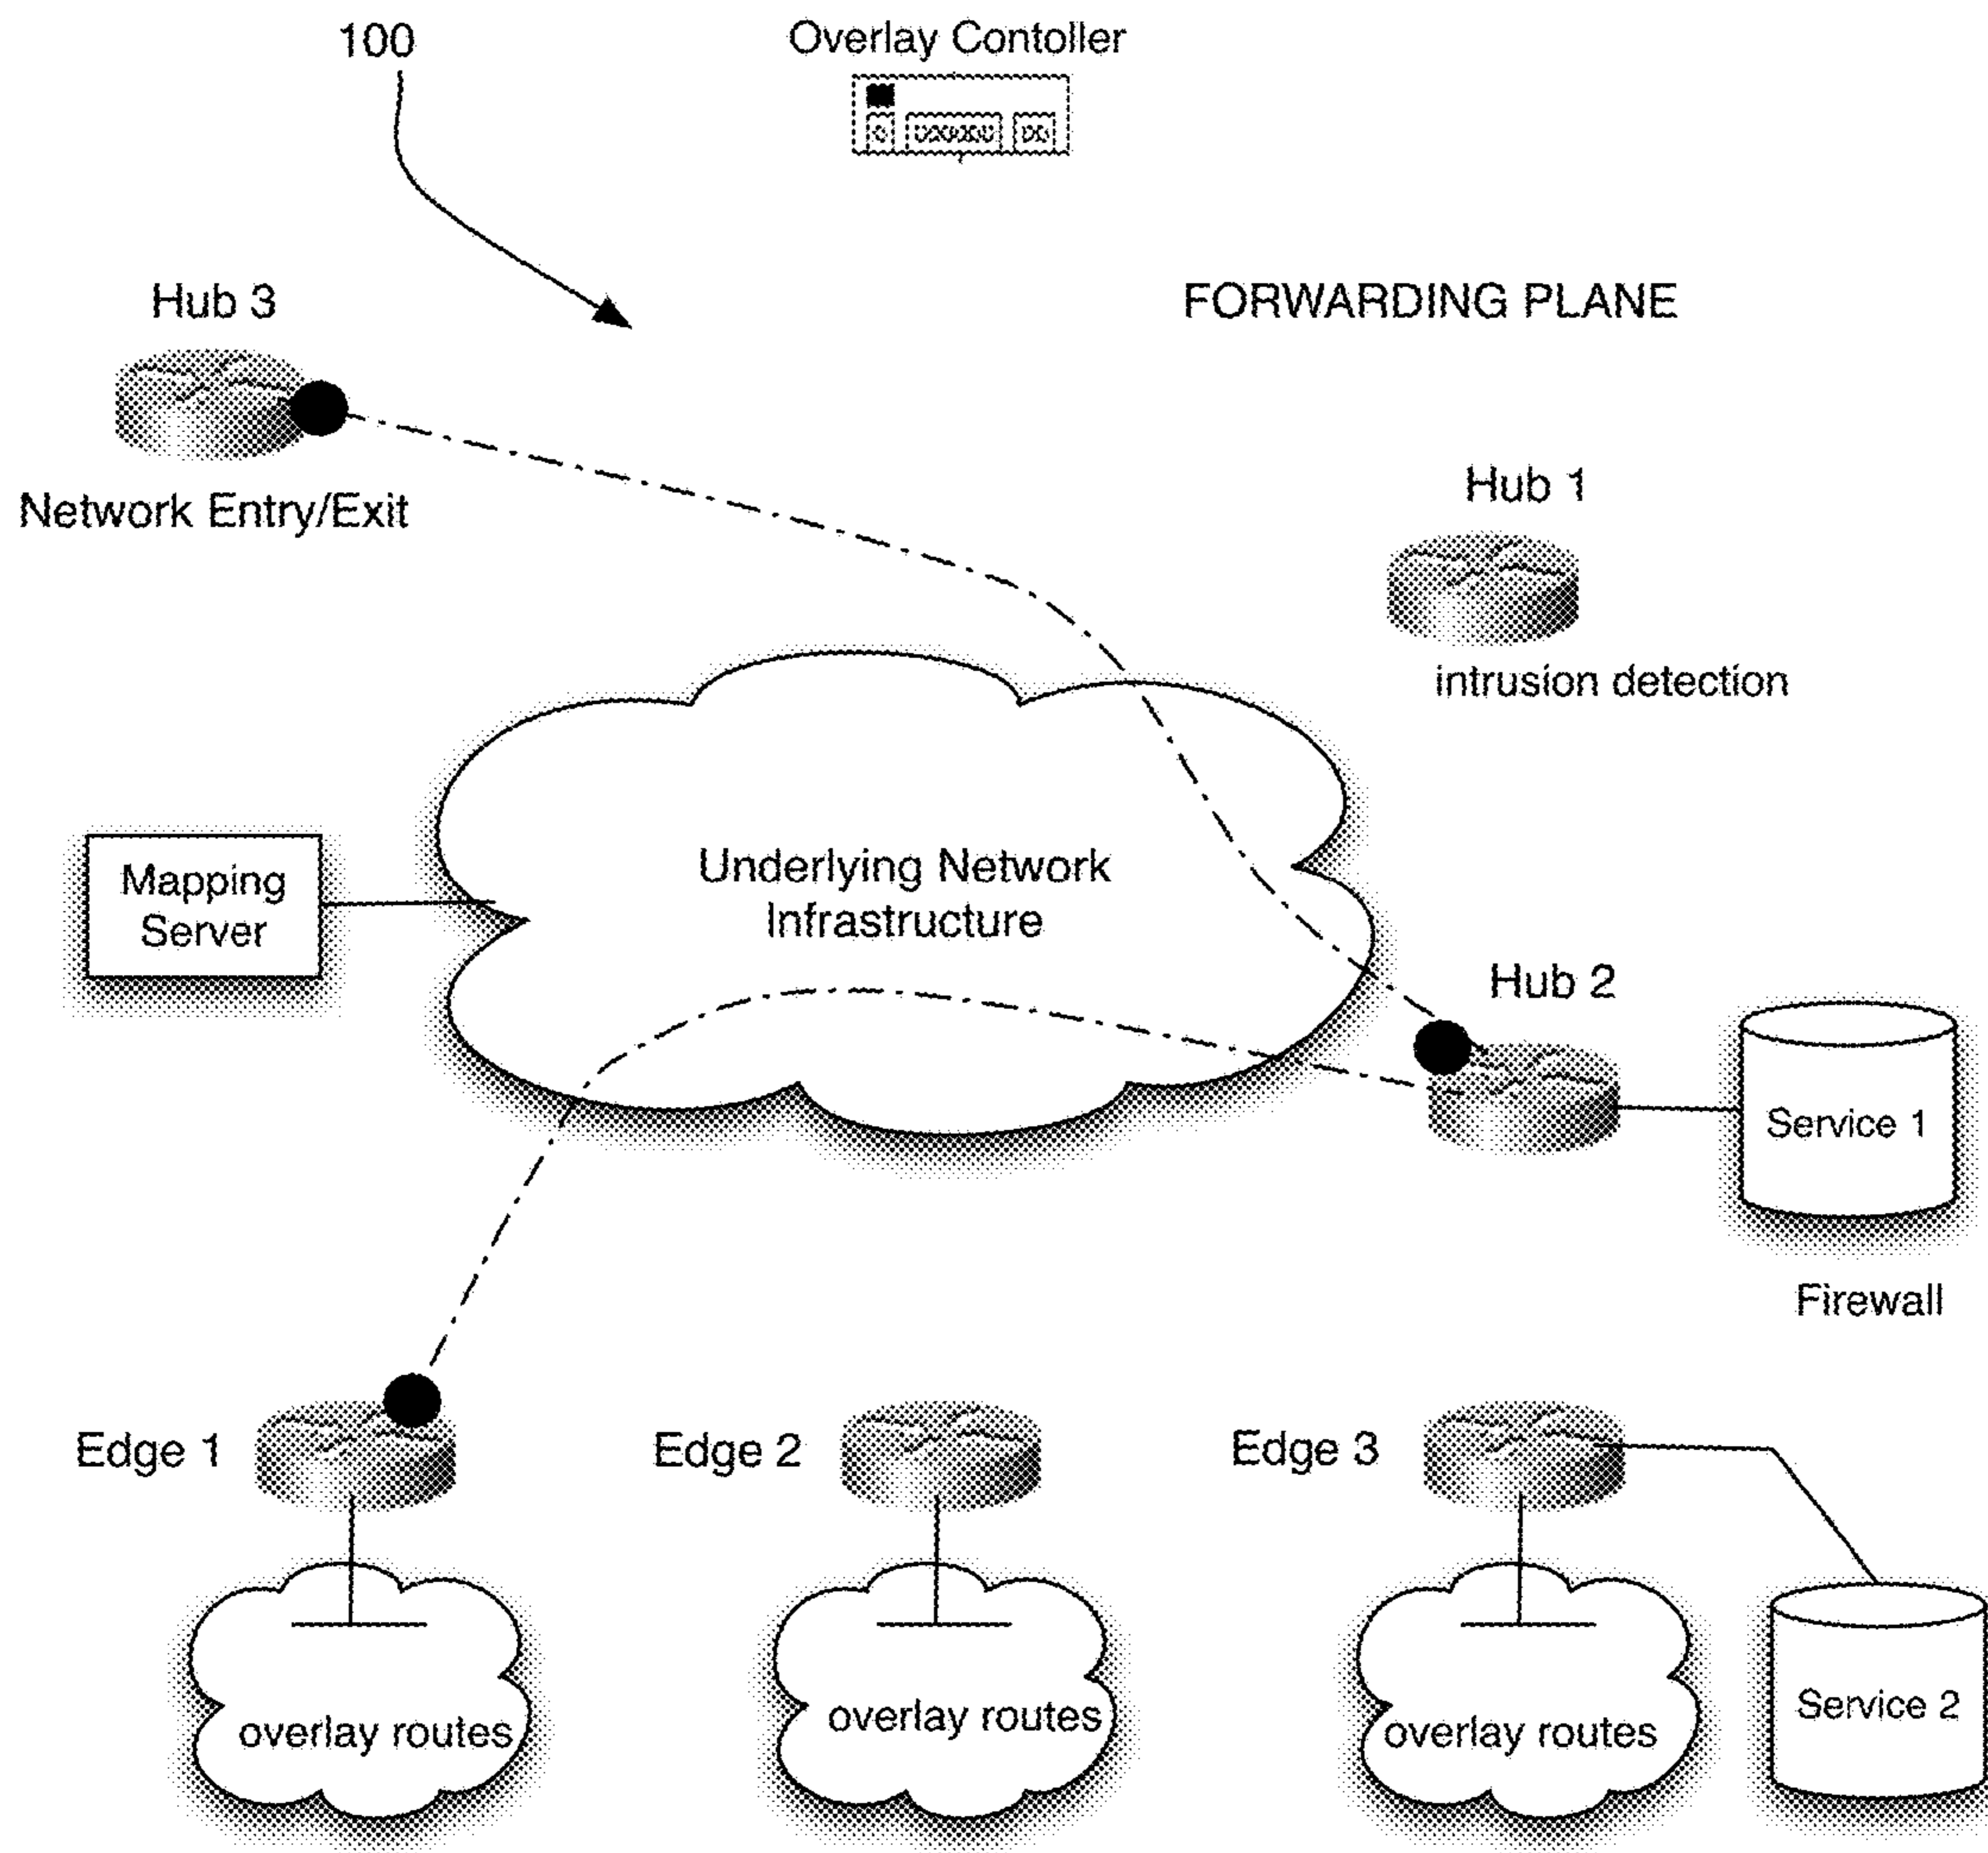 100
Overlay Contoller
Hub 3
FORWARDING PLANE
Network Entry/Exit
Hub 1
intrusion detection
Mapping
Server
Underlying Network
Infrastructure
Hub 2
Service 1
Firewall
Edge 1
Edge 2
Edge 3
overlay routes
overlay routes
overlay routes
Service 2